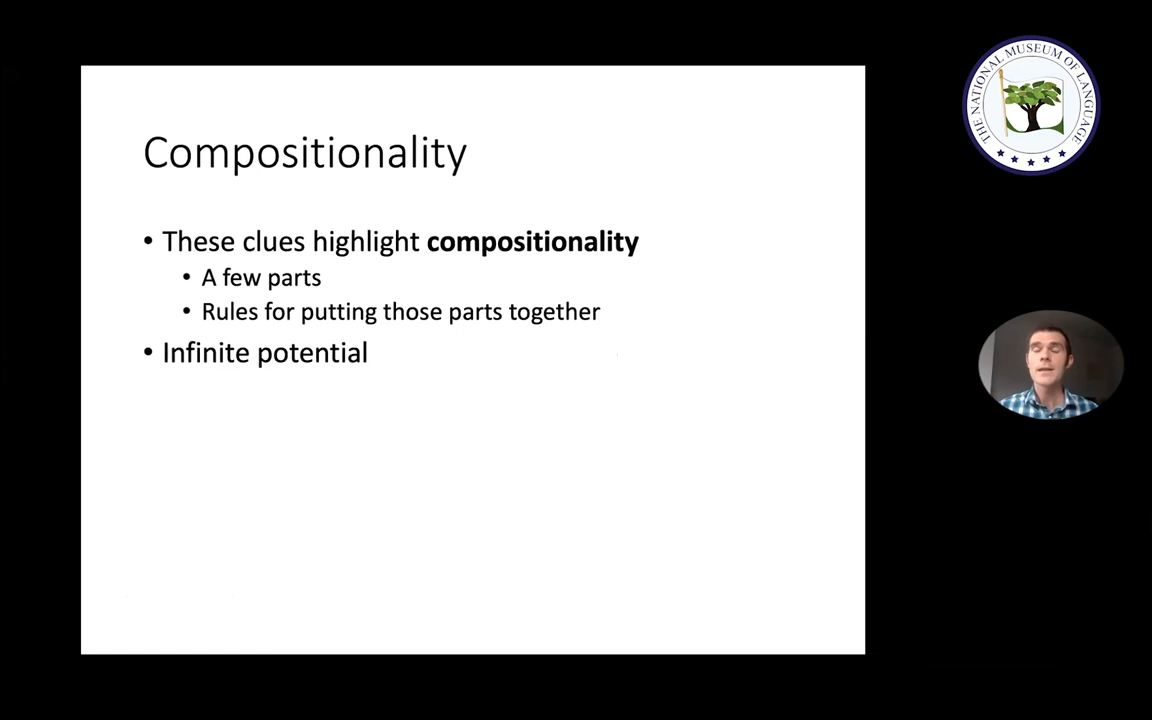 Compositionality
• These clues highlight compositionality
• A few parts
• Rules for putting those parts together
• Infinite potential
THE NATIONAL MUSEUM OF LANGUAGE